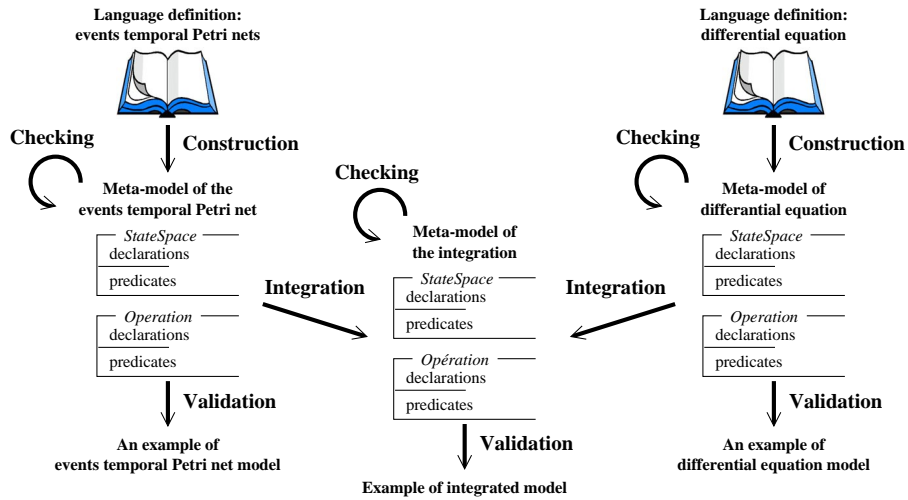 Language definition:
events temporal Petri nets
Checking
Construction
Meta-model of the
events temporal Petri net
StateSpace
declarations
predicates
Operation
declarations
predicates
Validation
An example of
events temporal Petri net model
Integration
Checking
Meta-model of
the integration
StateSpace
declarations
predicates
Opération
declarations
predicates
Validation
Example of integrated model
Integration
Language definition:
differential equation
Checking
Construction
Meta-model of
differantial equation
StateSpace
declarations
predicates
Operation
declarations
predicates
Validation
An example of
differential equation model